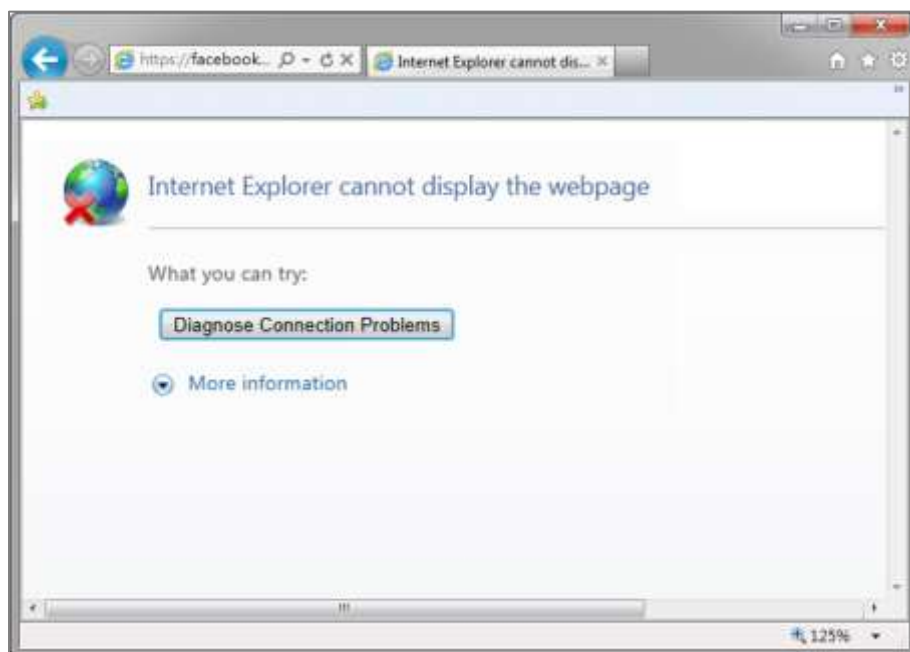 https://facebook...
Internet Explorer cannot dis...
Internet Explorer cannot display the webpage
What you can try:
Diagnose Connection Problems
More information
125%